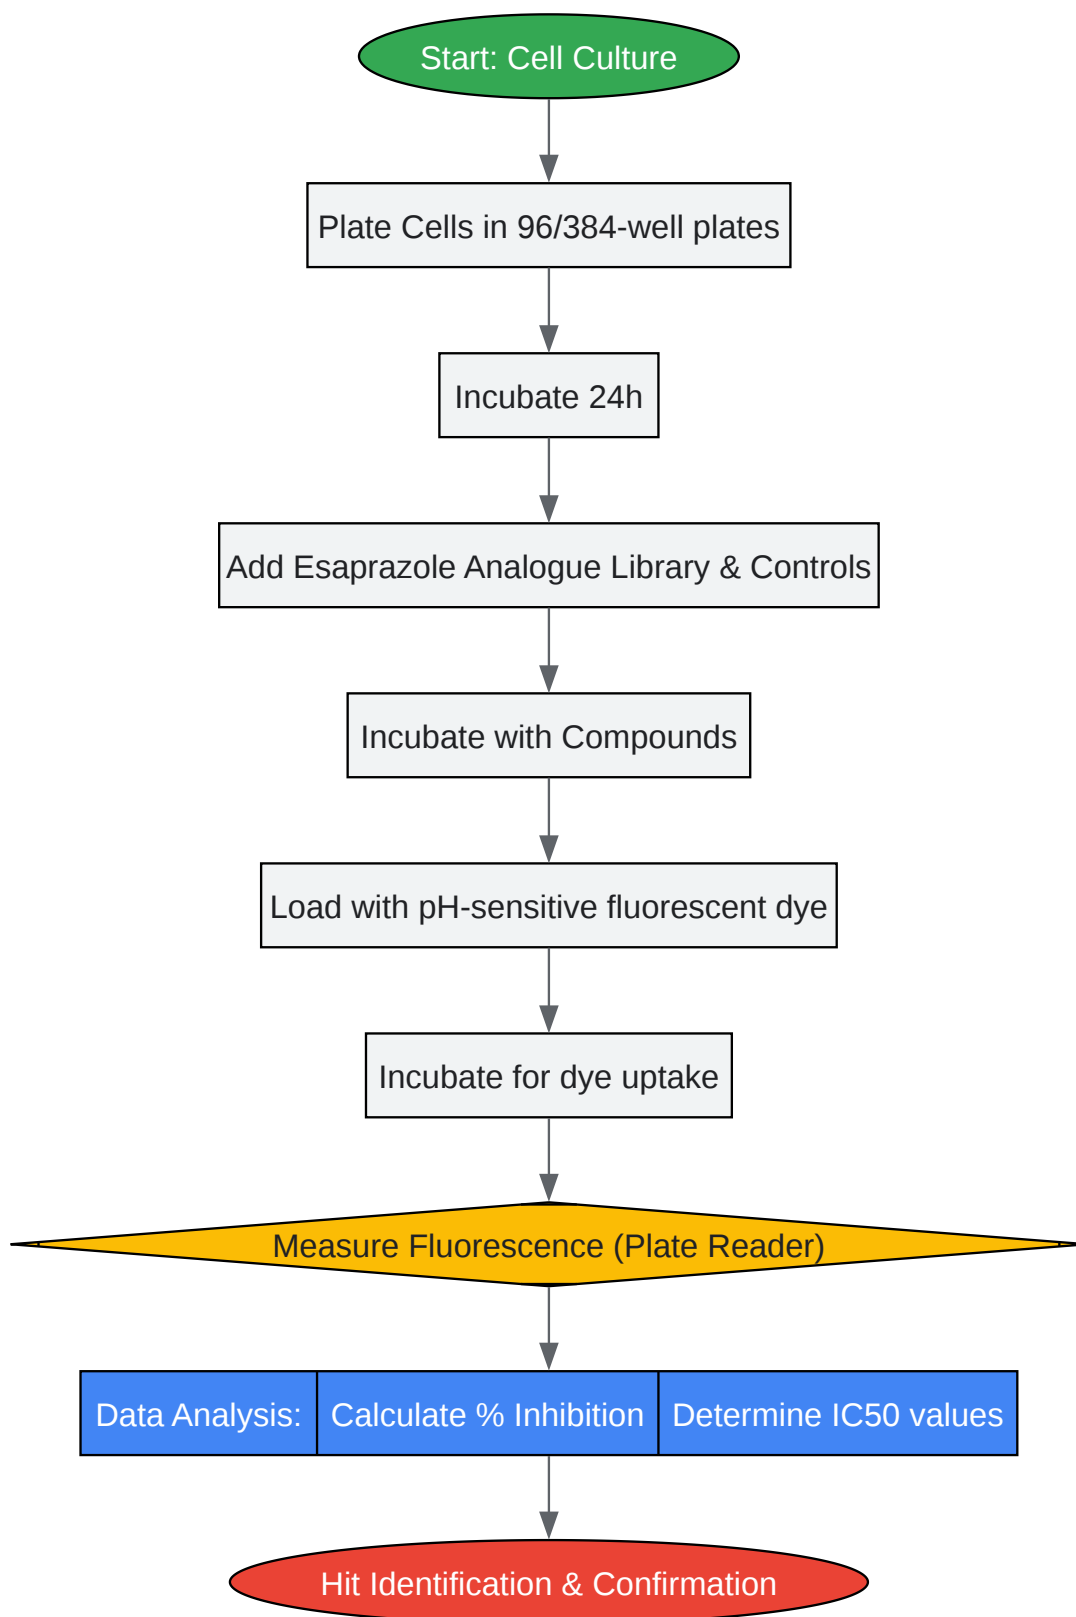 Start: Cell Culture
Plate Cells in 96/384-well plates
Incubate 24h
Add Esaprazole Analogue Library & Controls
Incubate with Compounds
Load with pH-sensitive fluorescent dye
Incubate for dye uptake
Measure Fluorescence (Plate Reader)
Data Analysis: Calculate % Inhibition Determine IC50 values
Hit Identification & Confirmation